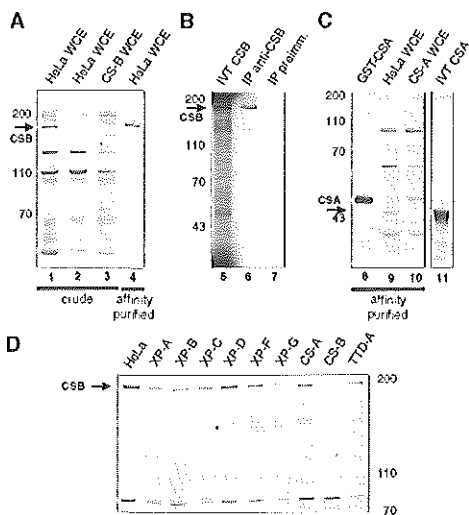 A
HeLa WCE
HeLa WCE
CS-B WCE
HeLa WCE
200
CSB
110
70
1 2 3 4
crude
affinity purified
B
IVT CSB
IP anti-CSB
IP preimm.
200
CSB
110
70
43
5 6 7
C
GST-CSA
HeLa WCE
CS-A WCE
IVT CSA
200
110
70
CSA
43
8 9 10 11
affinity purified
D
HeLa
XP-A
XP-B
XP-C
XP-D
XP-F
XP-G
CS-A
CS-B
TTD-A
CSB
200
110
70